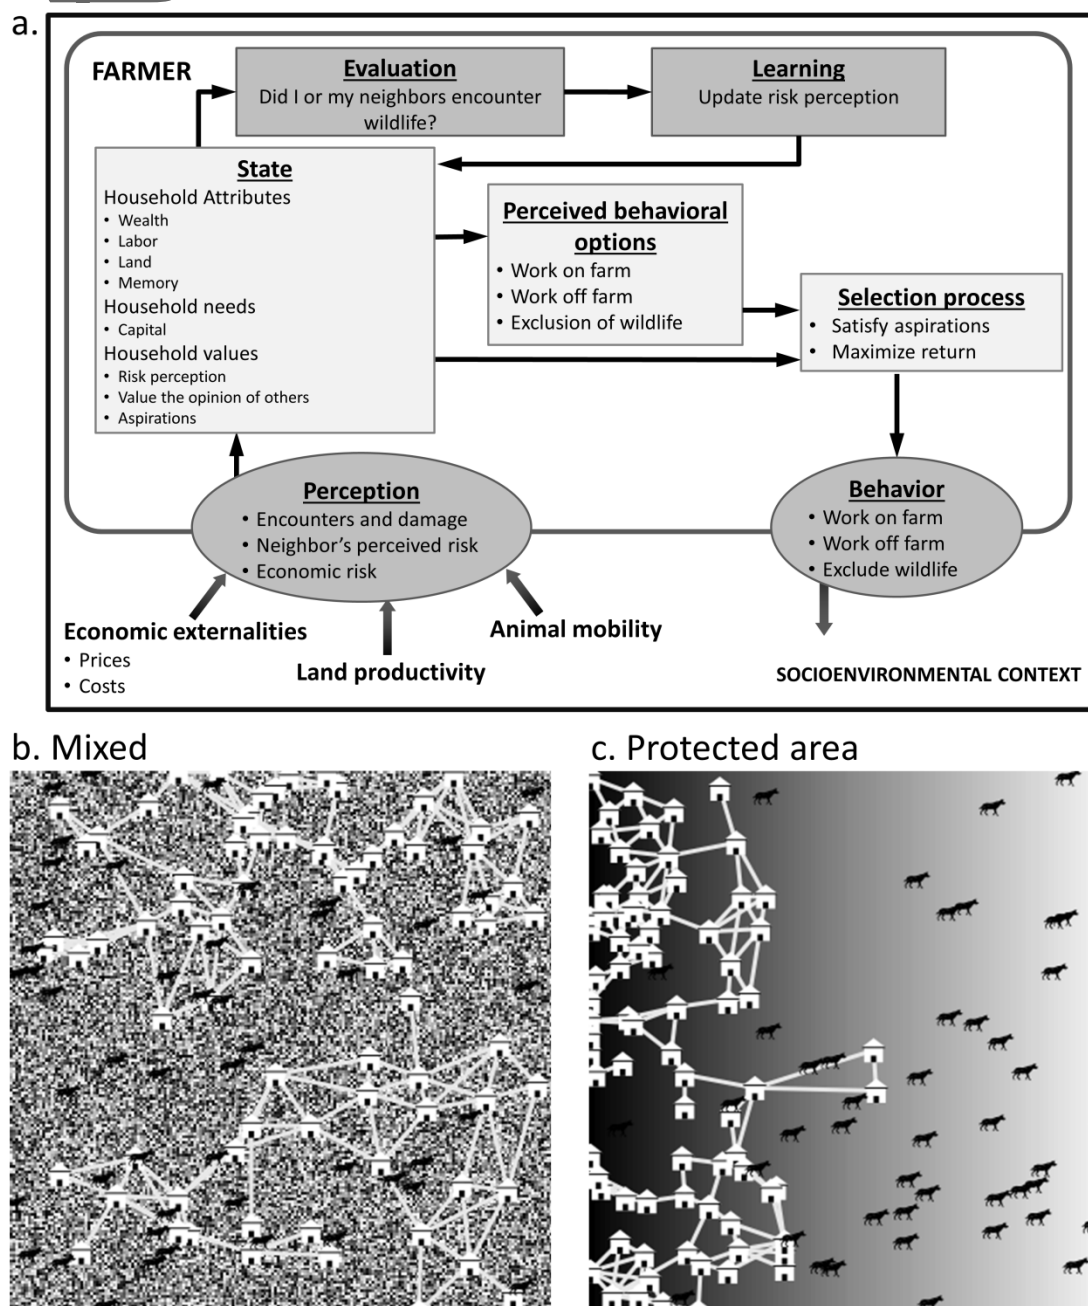 a.
FARMER
Evaluation
Did I or my neighbors encounter
wildlife?
Learning
Update risk perception
State
Household Attributes
• Wealth
• Labor
• Land
• Memory
Household needs
• Capital
Household values
• Risk perception
• Value the opinion of others
• Aspirations
Perceived behavioral
options
• Work on farm
• Work off farm
• Exclusion of wildlife
Selection process
• Satisfy aspirations
• Maximize return
Perception
• Encounters and damage
• Neighbor's perceived risk
• Economic risk
Behavior
• Work on farm
• Work off farm
• Exclude wildlife
Economic externalities
• Prices
• Costs
Land productivity
Animal mobility
SOCIOENVIRONMENTAL CONTEXT
b. Mixed
c. Protected area